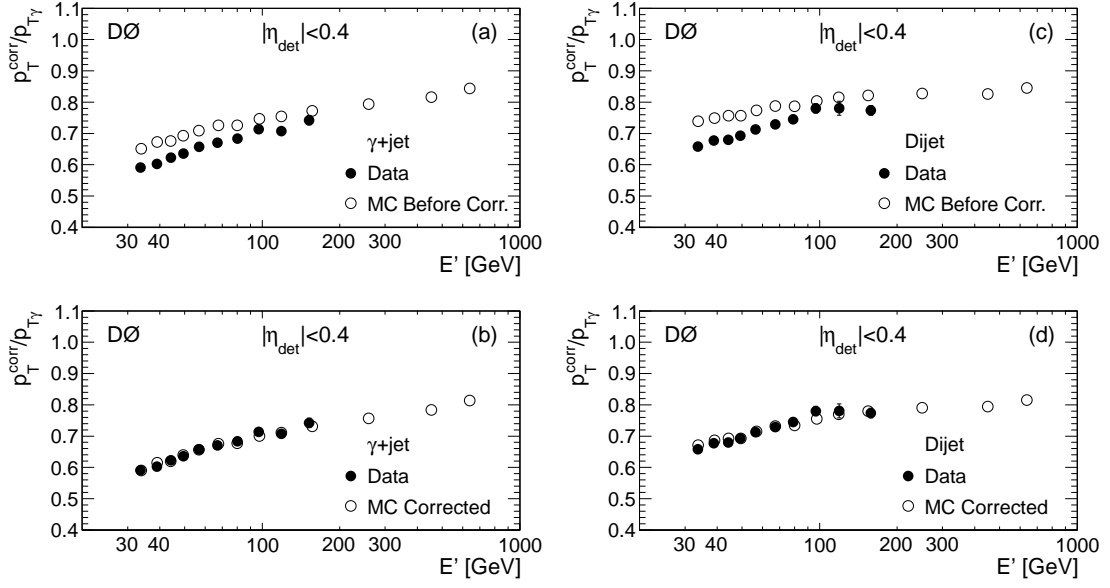 p_T^corr/p_Tγ
1.1
1.0
0.9
0.8
0.7
0.6
0.5
0.4
DØ |η_det|<0.4 (a)
γ+jet
Data
MC Before Corr.
30 40 100 200 300 1000
E' [GeV]
p_T^corr/p_Tγ
1.1
1.0
0.9
0.8
0.7
0.6
0.5
0.4
DØ |η_det|<0.4 (c)
Dijet
Data
MC Before Corr.
30 40 100 200 300 1000
E' [GeV]
p_T^corr/p_Tγ
1.1
1.0
0.9
0.8
0.7
0.6
0.5
0.4
DØ |η_det|<0.4 (b)
γ+jet
Data
MC Corrected
30 40 100 200 300 1000
E' [GeV]
p_T^corr/p_Tγ
1.1
1.0
0.9
0.8
0.7
0.6
0.5
0.4
DØ |η_det|<0.4 (d)
Dijet
Data
MC Corrected
30 40 100 200 300 1000
E' [GeV]